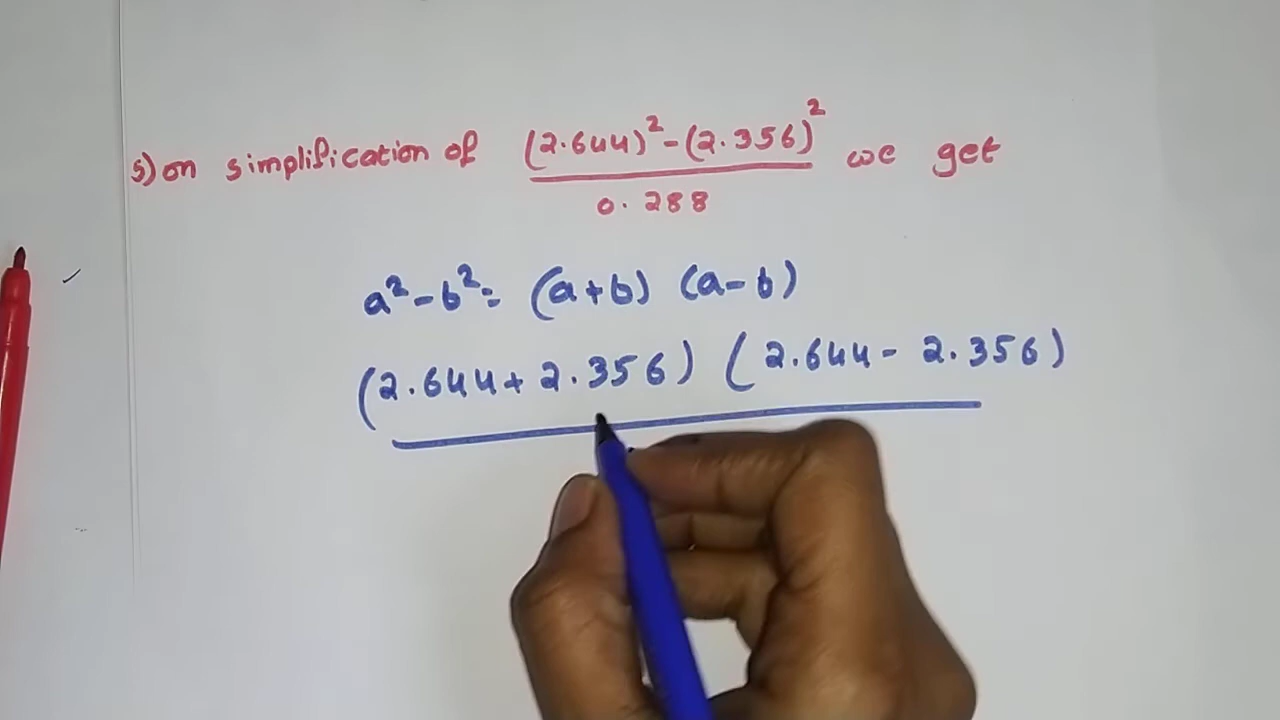 5) on simplification of (2.644)² - (2.356)² we get
0.288
a² - b² = (a+b) (a-b)
(2.644 + 2.356) (2.644 - 2.356)